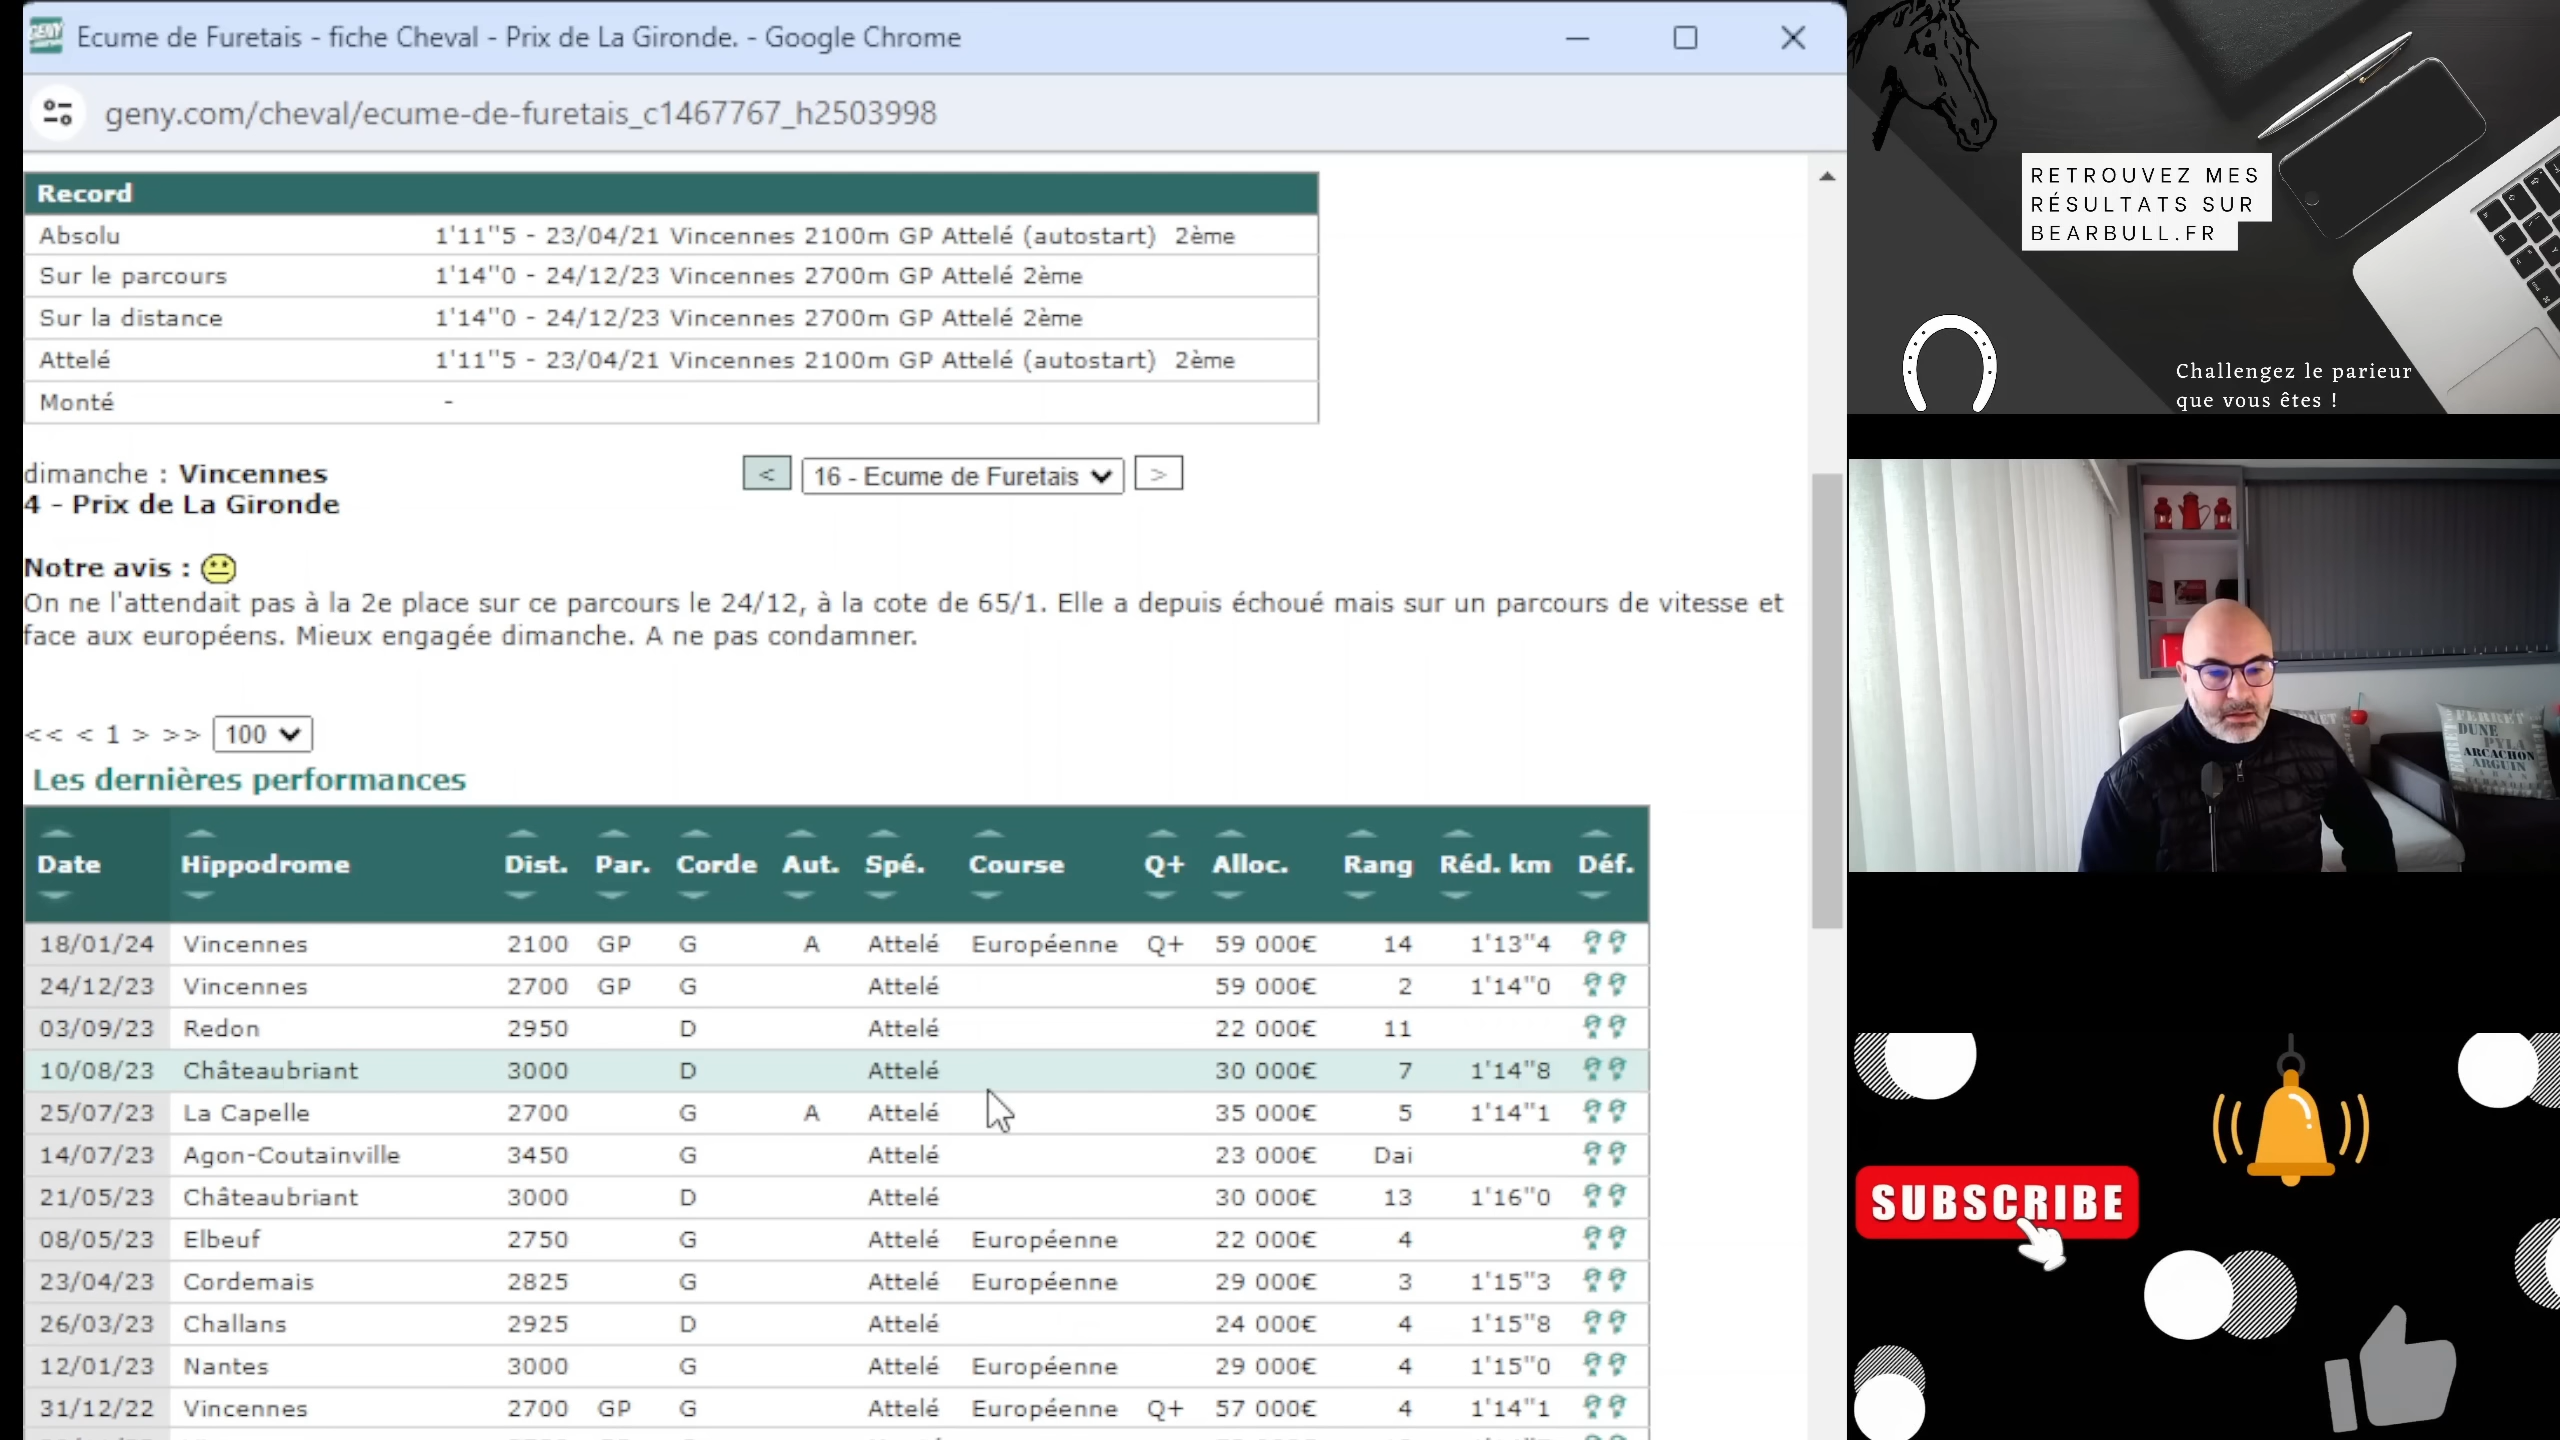 Ecume de Furetais - fiche Cheval - Prix de La Gironde. - Google Chrome
geny.com/cheval/ecume-de-furetais_c1467767_h2503998
Record
Absolu 1'11"5 - 23/04/21 Vincennes 2100m GP Attelé (autostart) 2ème
Sur le parcours 1'14"0 - 24/12/23 Vincennes 2700m GP Attelé 2ème
Sur la distance 1'14"0 - 24/12/23 Vincennes 2700m GP Attelé 2ème
Attelé 1'11"5 - 23/04/21 Vincennes 2100m GP Attelé (autostart) 2ème
Monté -
dimanche : Vincennes
4 - Prix de La Gironde
< 16 - Ecume de Furetais >
Notre avis :
On ne l'attendait pas à la 2e place sur ce parcours le 24/12, à la cote de 65/1. Elle a depuis échoué mais sur un parcours de vitesse et
face aux européens. Mieux engagée dimanche. A ne pas condamner.
<< < 1 > >> 100
Les dernières performances
Date Hippodrome Dist. Par. Corde Aut. Spé. Course Q+ Alloc. Rang Réd. km Déf.
18/01/24 Vincennes 2100 GP G A Attelé Européenne Q+ 59 000€ 14 1'13"4
24/12/23 Vincennes 2700 GP G Attelé 59 000€ 2 1'14"0
03/09/23 Redon 2950 D Attelé 22 000€ 11
10/08/23 Châteaubriant 3000 D Attelé 30 000€ 7 1'14"8
25/07/23 La Capelle 2700 G A Attelé 35 000€ 5 1'14"1
14/07/23 Agon-Coutainville 3450 G Attelé 23 000€ Dai
21/05/23 Châteaubriant 3000 D Attelé 30 000€ 13 1'16"0
08/05/23 Elbeuf 2750 G Attelé Européenne 22 000€ 4
23/04/23 Cordemais 2825 G Attelé Européenne 29 000€ 3 1'15"3
26/03/23 Challans 2925 D Attelé 24 000€ 4 1'15"8
12/01/23 Nantes 3000 G Attelé Européenne 29 000€ 4 1'15"0
31/12/22 Vincennes 2700 GP G Attelé Européenne Q+ 57 000€ 4 1'14"1
RETROUVEZ MES
RÉSULTATS SUR
BEARBULL.FR
Challengez le parieur
que vous êtes !
FERRET
DUNE
PYLA
ARCACHON
ARGUIN
SUBSCRIBE